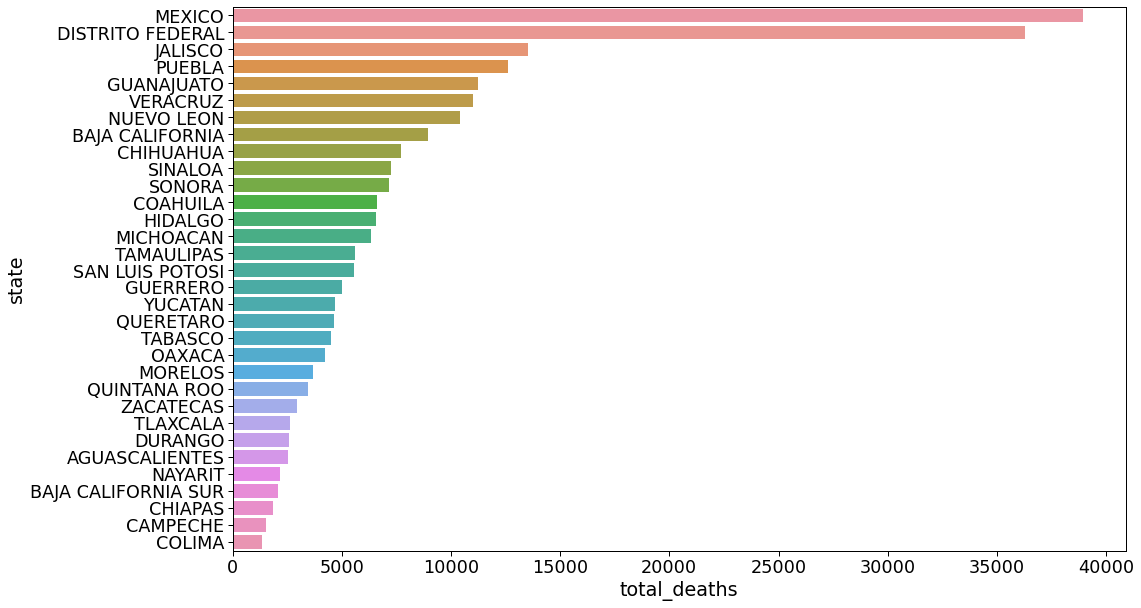 MEXICO
DISTRITO FEDERAL
JALISCO
PUEBLA
GUANAJUATO
VERACRUZ
NUEVO LEON
BAJA CALIFORNIA
CHIHUAHUA
SINALOA
SONORA
COAHUILA
HIDALGO
MICHOACAN
TAMAULIPAS
SAN LUIS POTOSI
GUERRERO
YUCATAN
QUERETARO
TABASCO
OAXACA
MORELOS
QUINTANA ROO
ZACATECAS
TLAXCALA
DURANGO
AGUASCALIENTES
NAYARIT
BAJA CALIFORNIA SUR
CHIAPAS
CAMPECHE
COLIMA
state
0 5000 10000 15000 20000 25000 30000 35000 40000
total_deaths